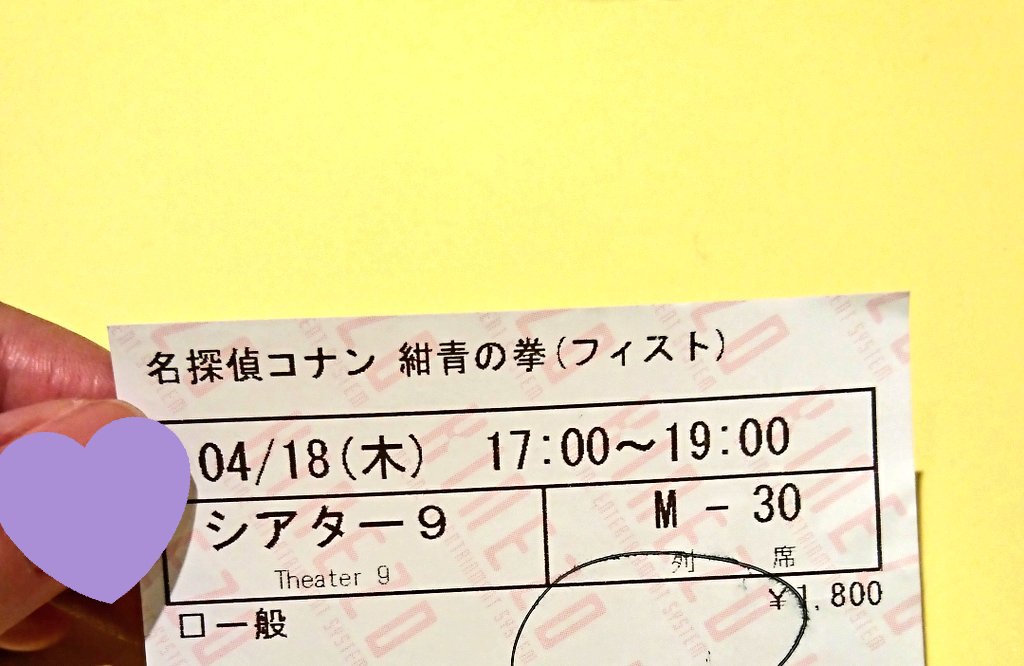 名探偵コナン 紺青の拳(フィスト)
04/18(木) 17:00～19:00
シアター9
Theater 9
M - 30
列 席
¥1,800
□一般